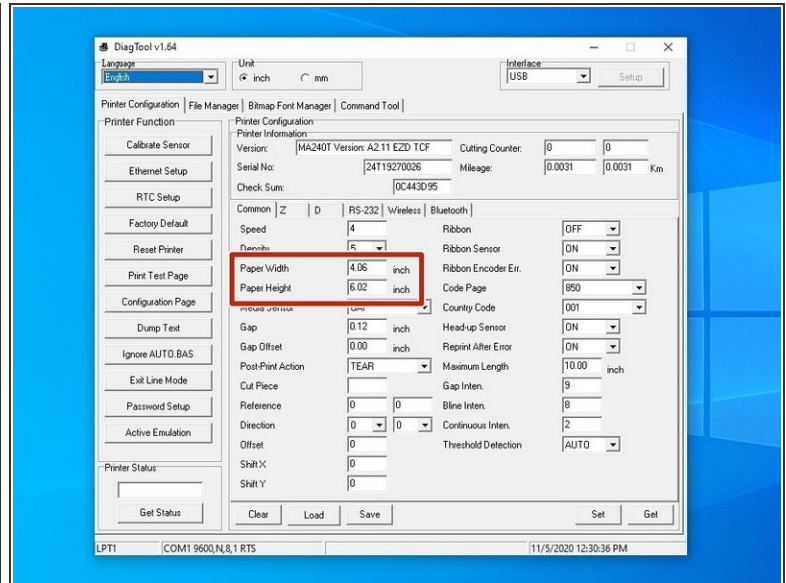 DiagTool v1.64
Language
English
Unit
inch
mm
Interface
USB
Setup
Printer Configuration
File Manager
Bitmap Font Manager
Command Tool
Printer Function
Calibrate Sensor
Ethernet Setup
RTC Setup
Factory Default
Reset Printer
Print Test Page
Configuration Page
Dump Text
Ignore AUTO.BAS
Exit Line Mode
Password Setup
Active Emulation
Printer Status
Get Status
Printer Configuration
Printer Information
Version: MA240T Version: A2.11 EZD TCF Cutting Counter: 0 0
Serial No: 24T19270026 Mileage: 0.0031 0.0031 Km
Check Sum: 0C443D95
Common Z D RS-232 Wireless Bluetooth
Speed 4 Ribbon OFF
Density 5 Ribbon Sensor ON
Paper Width 4.06 inch Ribbon Encoder Err. ON
Paper Height 6.02 inch Code Page 850
Media Sensor GAP Country Code 001
Gap 0.12 inch Head-up Sensor ON
Gap Offset 0.00 inch Reprint After Error ON
Post-Print Action TEAR Maximum Length 10.00 inch
Cut Piece Gap Inten. 9
Reference 0 0 Bline Inten. 8
Direction 0 0 Continuous Inten. 2
Offset 0 Threshold Detection AUTO
Shift X 0
Shift Y 0
Clear Load Save Set Get
LPT1 COM1 9600,N,8,1 RTS 11/5/2020 12:30:36 PM